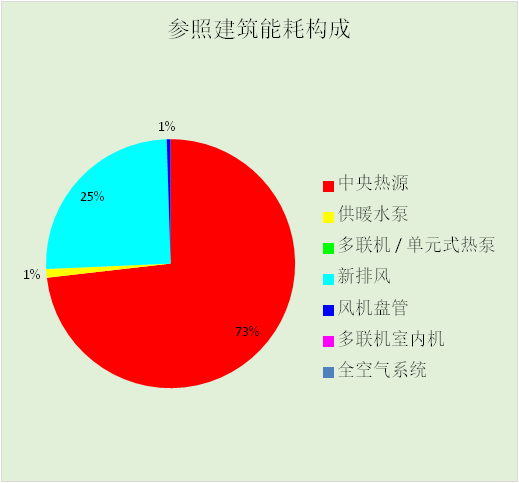 参照建筑能耗构成
1%
25%
1%
73%
中央热源
供暖水泵
多联机 / 单元式热泵
新排风
风机盘管
多联机室内机
全空气系统